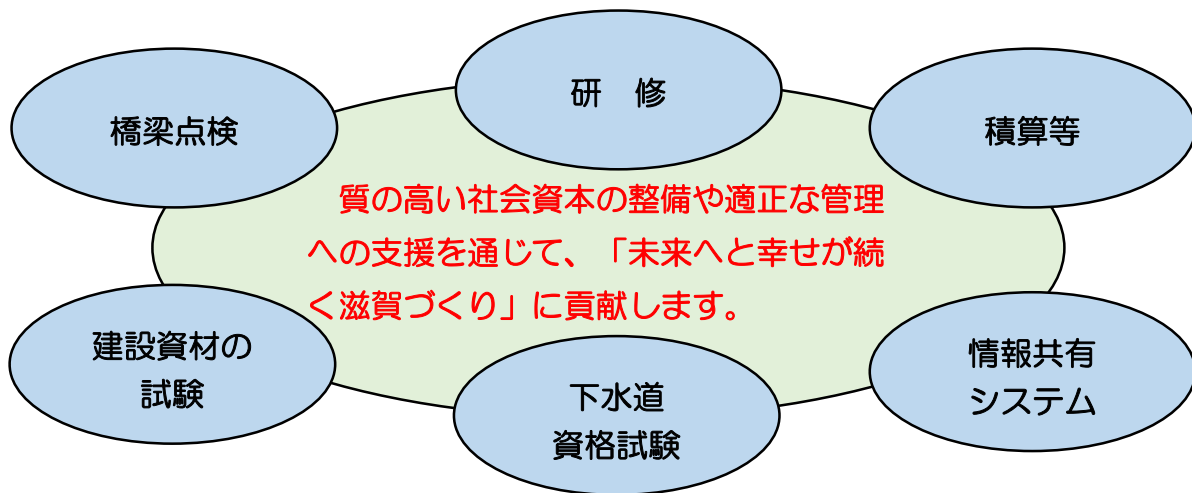 研　修
橋梁点検
積算等
質の高い社会資本の整備や適正な管理
への支援を通じて、「未来へと幸せが続
く滋賀づくり」に貢献します。
建設資材の
試験
下水道
資格試験
情報共有
システム